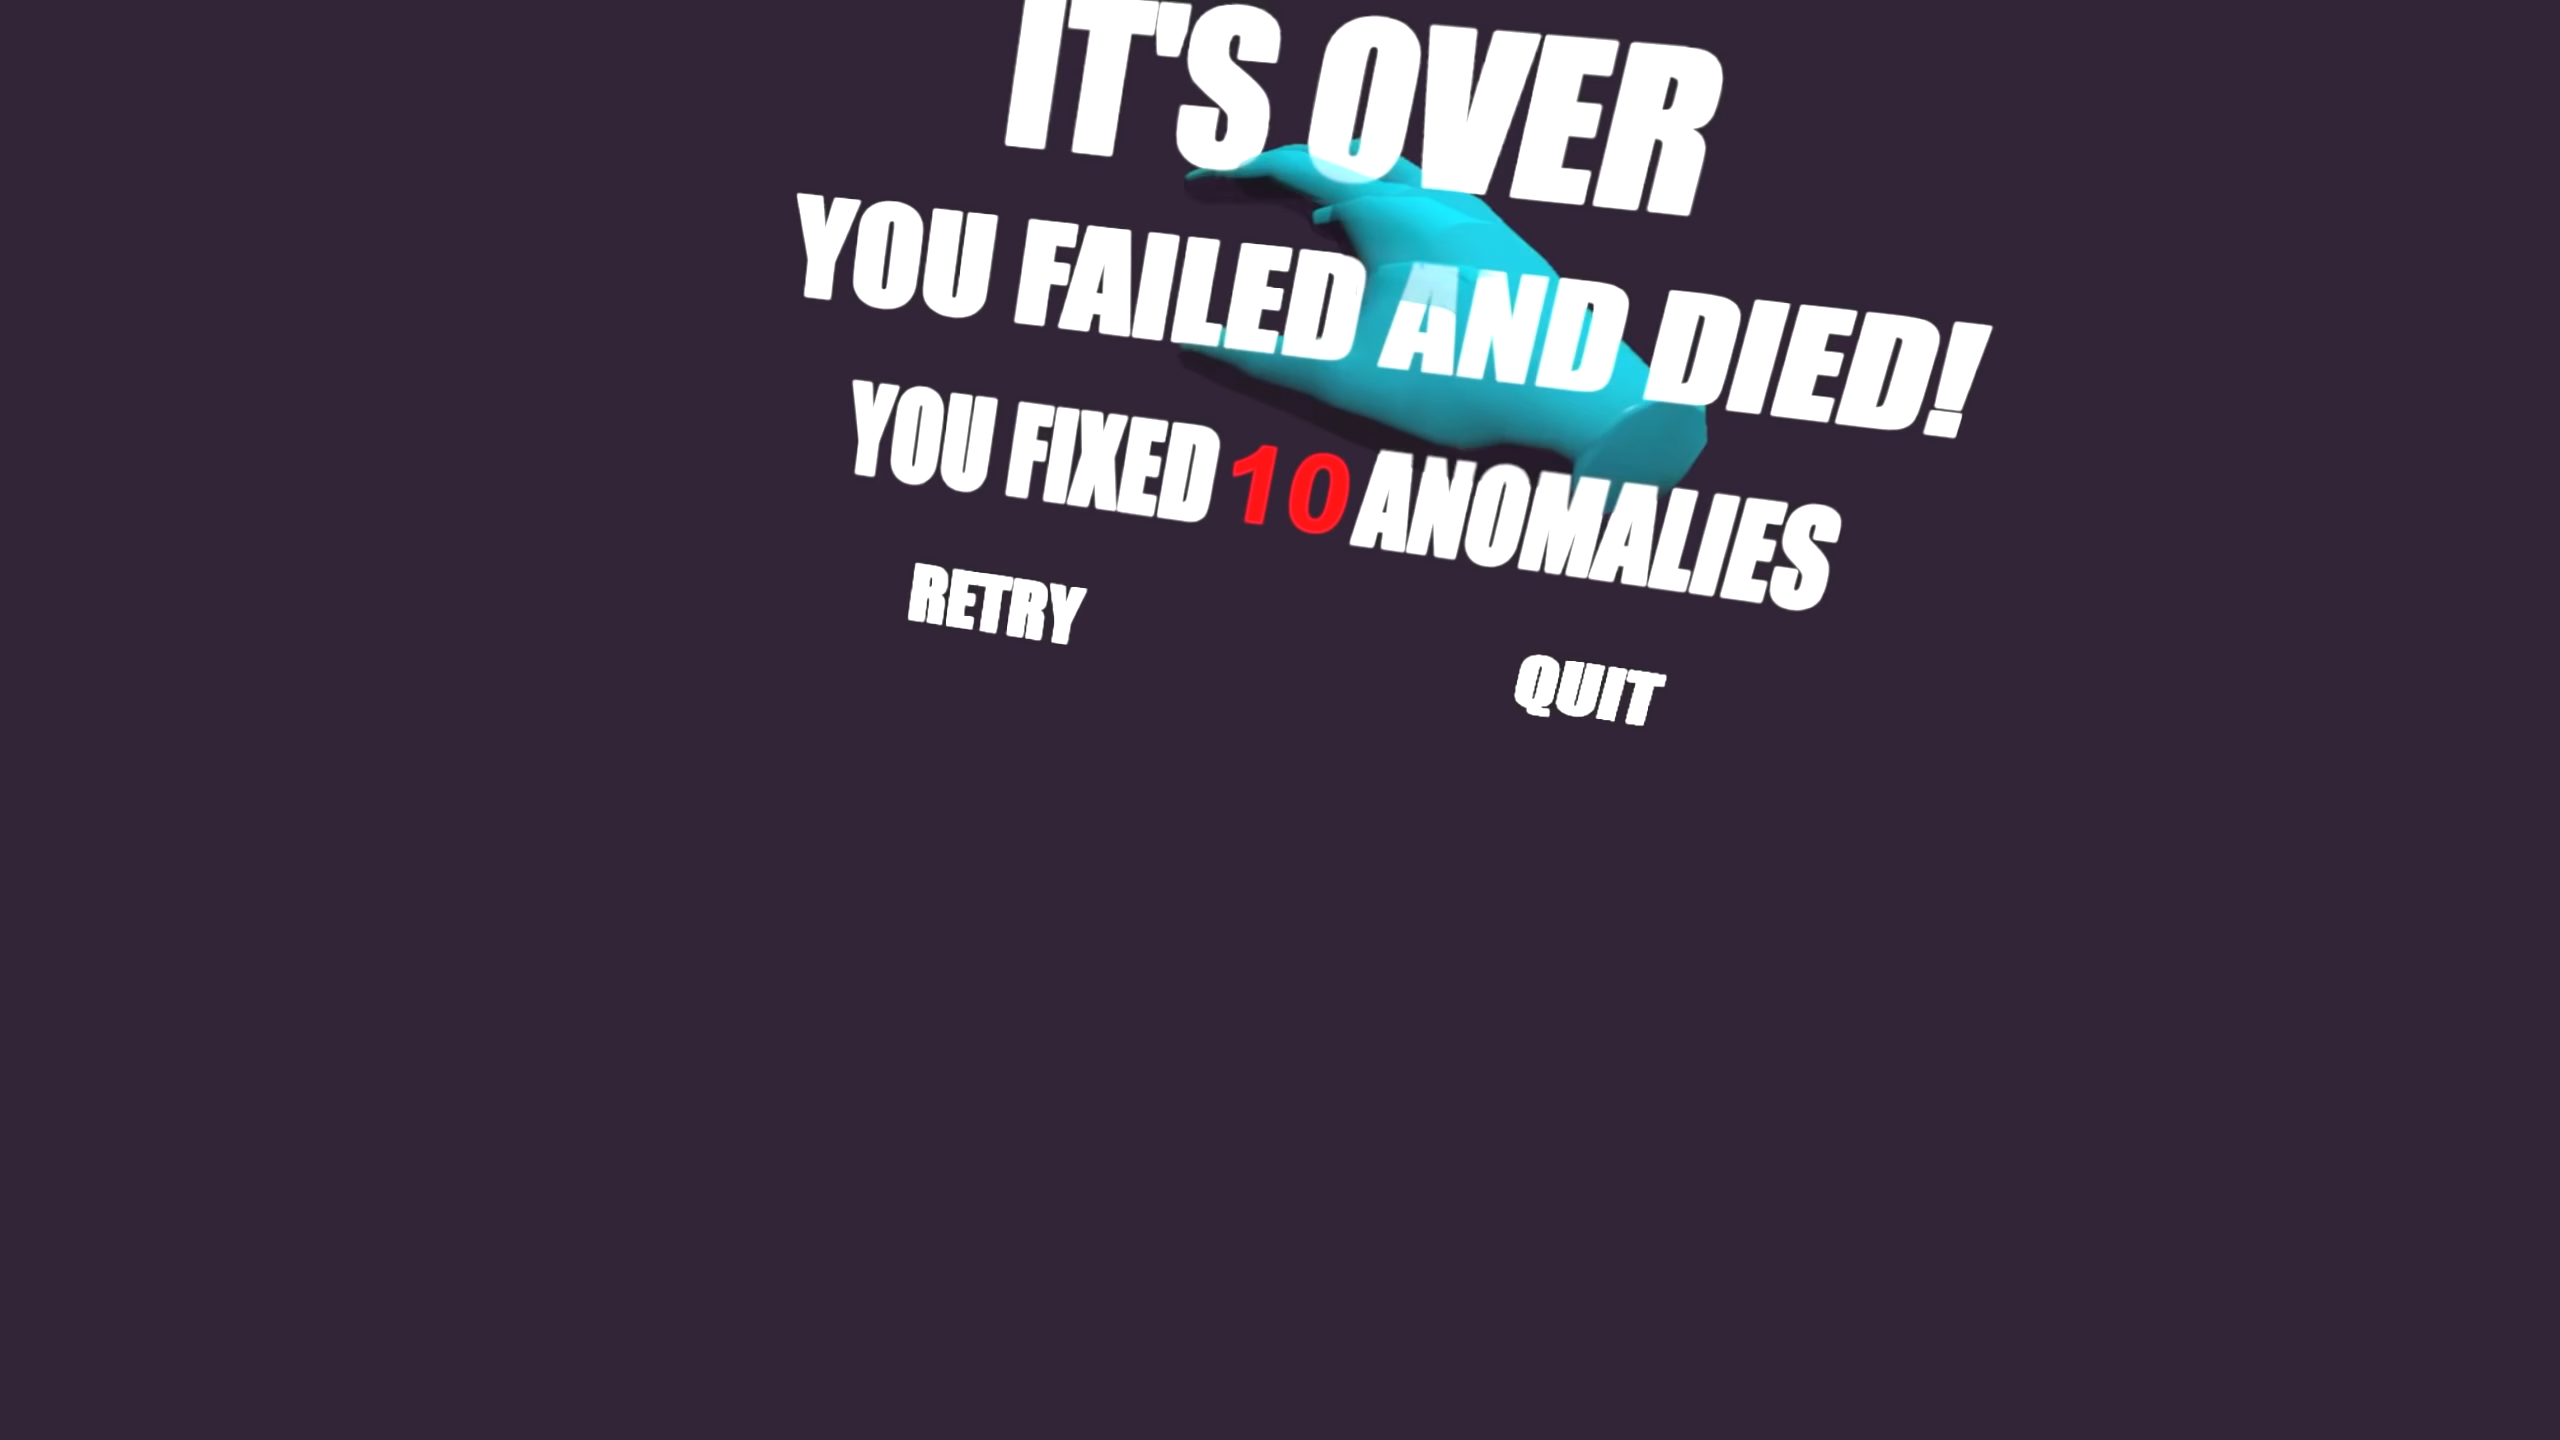 IT'S OVER
YOU FAILED AND DIED!
YOU FIXED 10 ANOMALIES
RETRY
QUIT